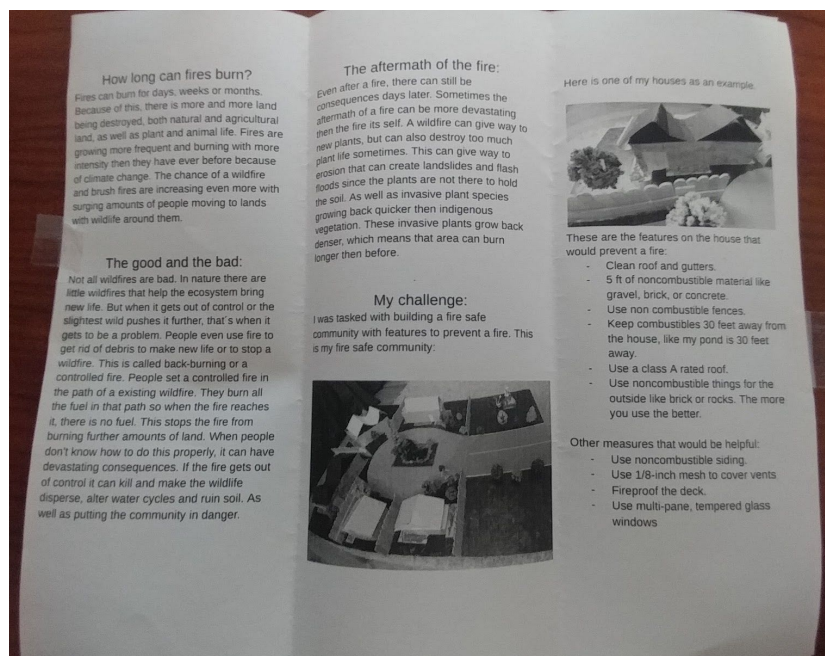 How long can fires burn?
Fires can burn for days, weeks or months.
Because of this, there is more and more land
being destroyed, both natural and agricultural
land, as well as plant and animal life. Fires are
growing more frequent and burning with more
intensity then they have ever before because
of climate change. The chance of a wildfire
and brush fires are increasing even more with
surging amounts of people moving to lands
with wildlife around them.
The good and the bad:
Not all wildfires are bad. In nature there are
little wildfires that help the ecosystem bring
new life. But when it gets out of control or the
slightest wild pushes it further, that's when it
gets to be a problem. People even use fire to
get rid of debris to make new life or to stop a
wildfire. This is called back-burning or a
controlled fire. People set a controlled fire in
the path of a existing wildfire. They burn all
the fuel in that path so when the fire reaches
it, there is no fuel. This stops the fire from
burning further amounts of land. When people
don't know how to do this properly, it can have
devastating consequences. If the fire gets out
of control it can kill and make the wildlife
disperse, alter water cycles and ruin soil. As
well as putting the community in danger.
The aftermath of the fire:
Even after a fire, there can still be
consequences days later. Sometimes the
aftermath of a fire can be more devastating
then the fire its self. A wildfire can give way to
new plants, but can also destroy too much
plant life sometimes. This can give way to
erosion that can create landslides and flash
floods since the plants are not there to hold
the soil. As well as invasive plant species
growing back quicker then indigenous
vegetation. These invasive plants grow back
denser, which means that area can burn
longer then before.
My challenge:
I was tasked with building a fire safe
community with features to prevent a fire. This
is my fire safe community:
Here is one of my houses as an example.
These are the features on the house that
would prevent a fire:
- Clean roof and gutters.
- 5 ft of noncombustible material like
gravel, brick, or concrete.
- Use non combustible fences.
- Keep combustibles 30 feet away from
the house, like my pond is 30 feet
away.
- Use a class A rated roof.
- Use noncombustible things for the
outside like brick or rocks. The more
you use the better.
Other measures that would be helpful:
- Use noncombustible siding.
- Use 1/8-inch mesh to cover vents
- Fireproof the deck.
- Use multi-pane, tempered glass
windows